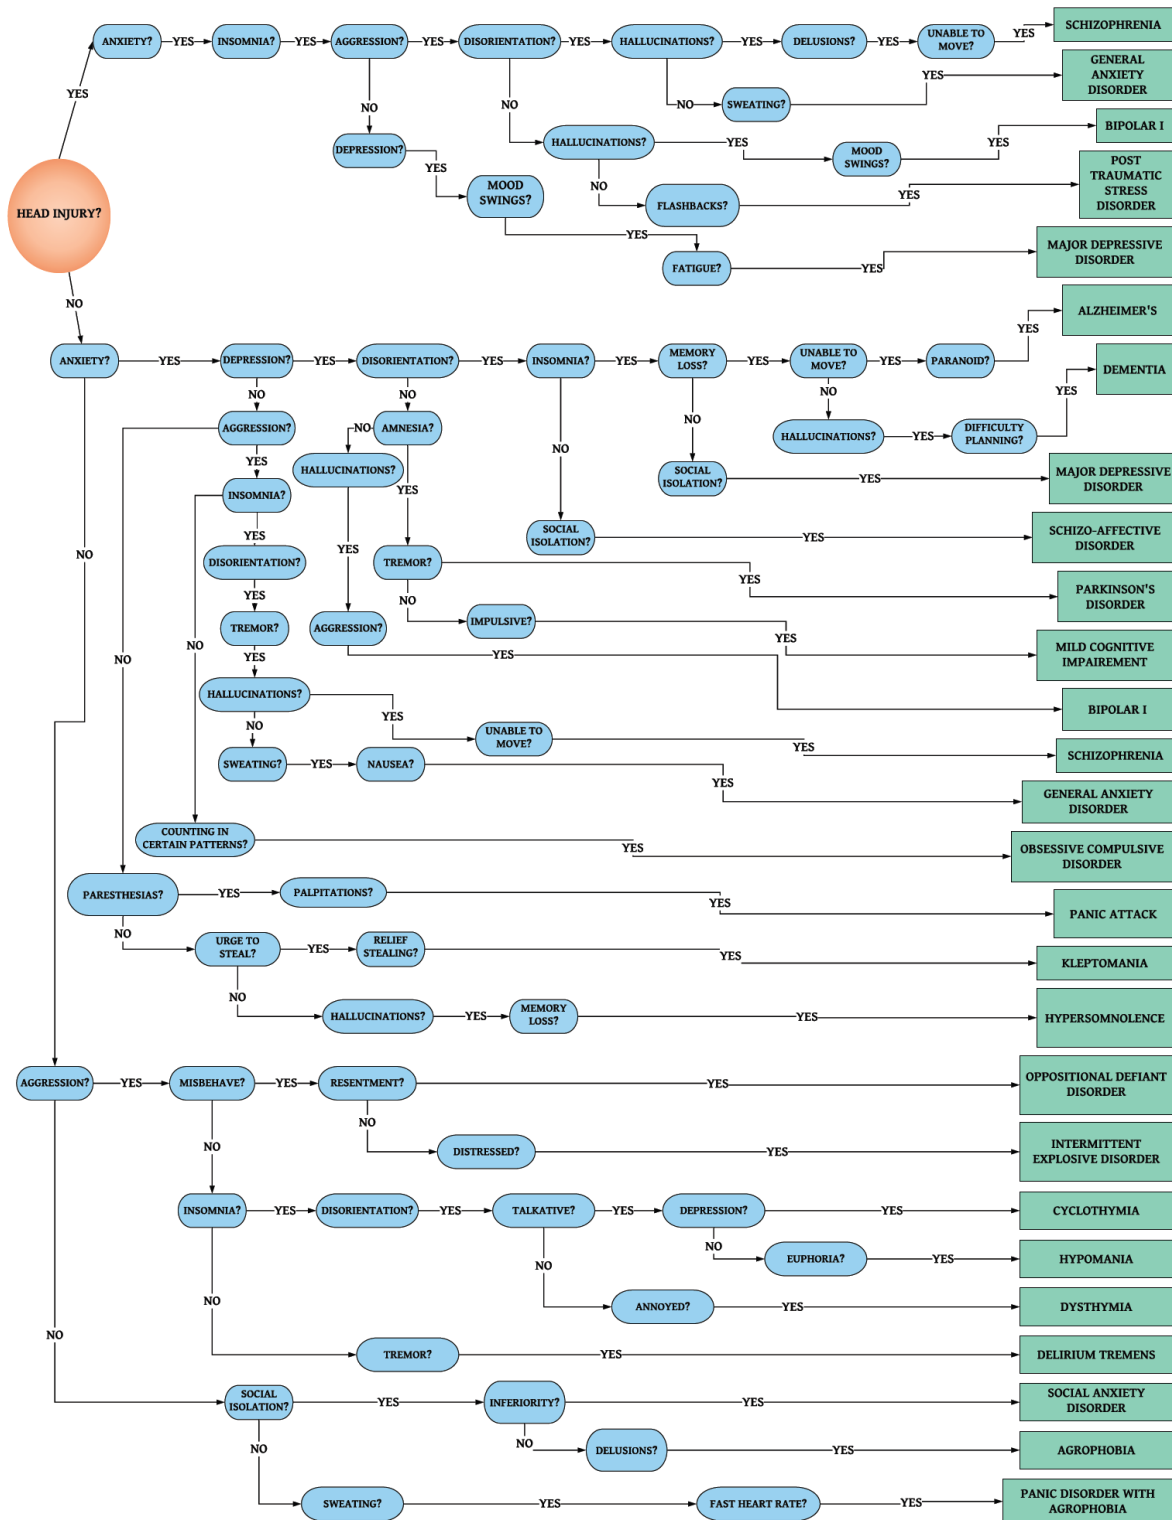 ANXIETY?
YES
INSOMNIA?
YES
AGGRESSION?
YES
DISORIENTATION?
YES
HALLUCINATIONS?
YES
DELUSIONS?
YES
UNABLE TO
MOVE?
YES
SCHIZOPHRENIA
YES
NO
NO
NO
SWEATING?
YES
GENERAL
ANXIETY
DISORDER
DEPRESSION?
YES
HALLUCINATIONS?
YES
MOOD
SWINGS?
YES
BIPOLAR I
HEAD INJURY?
MOOD
SWINGS?
NO
FLASHBACKS?
YES
POST
TRAUMATIC
STRESS
DISORDER
YES
FATIGUE?
YES
MAJOR DEPRESSIVE
DISORDER
NO
ANXIETY?
YES
DEPRESSION?
YES
DISORIENTATION?
YES
INSOMNIA?
YES
MEMORY
LOSS?
YES
UNABLE TO
MOVE?
YES
PARANOID?
YES
ALZHEIMER'S
NO
NO
NO
NO
NO
HALLUCINATIONS?
YES
DIFFICULTY
PLANNING?
YES
DEMENTIA
AGGRESSION?
NO
AMNESIA?
YES
HALLUCINATIONS?
SOCIAL
ISOLATION?
YES
MAJOR DEPRESSIVE
DISORDER
INSOMNIA?
YES
YES
SOCIAL
ISOLATION?
YES
SCHIZO-AFFECTIVE
DISORDER
NO
DISORIENTATION?
YES
TREMOR?
YES
PARKINSON'S
DISORDER
YES
NO
NO
TREMOR?
AGGRESSION?
IMPULSIVE?
YES
MILD COGNITIVE
IMPAIREMENT
NO
YES
YES
BIPOLAR I
HALLUCINATIONS?
YES
UNABLE TO
MOVE?
YES
SCHIZOPHRENIA
NO
SWEATING?
YES
NAUSEA?
YES
GENERAL ANXIETY
DISORDER
COUNTING IN
CERTAIN PATTERNS?
YES
OBSESSIVE COMPULSIVE
DISORDER
PARESTHESIAS?
YES
PALPITATIONS?
YES
PANIC ATTACK
NO
URGE TO
STEAL?
YES
RELIEF
STEALING?
YES
KLEPTOMANIA
NO
HALLUCINATIONS?
YES
MEMORY
LOSS?
YES
HYPERSOMNOLENCE
AGGRESSION?
YES
MISBEHAVE?
YES
RESENTMENT?
YES
OPPOSITIONAL DEFIANT
DISORDER
NO
NO
DISTRESSED?
YES
INTERMITTENT
EXPLOSIVE DISORDER
INSOMNIA?
YES
DISORIENTATION?
YES
TALKATIVE?
YES
DEPRESSION?
YES
CYCLOTHYMIA
NO
EUPHORIA?
YES
HYPOMANIA
NO
NO
ANNOYED?
YES
DYSTHYMIA
NO
TREMOR?
YES
DELIRIUM TREMENS
SOCIAL
ISOLATION?
YES
INFERIORITY?
YES
SOCIAL ANXIETY
DISORDER
NO
NO
DELUSIONS?
YES
AGROPHOBIA
SWEATING?
YES
FAST HEART RATE?
YES
PANIC DISORDER WITH
AGROPHOBIA